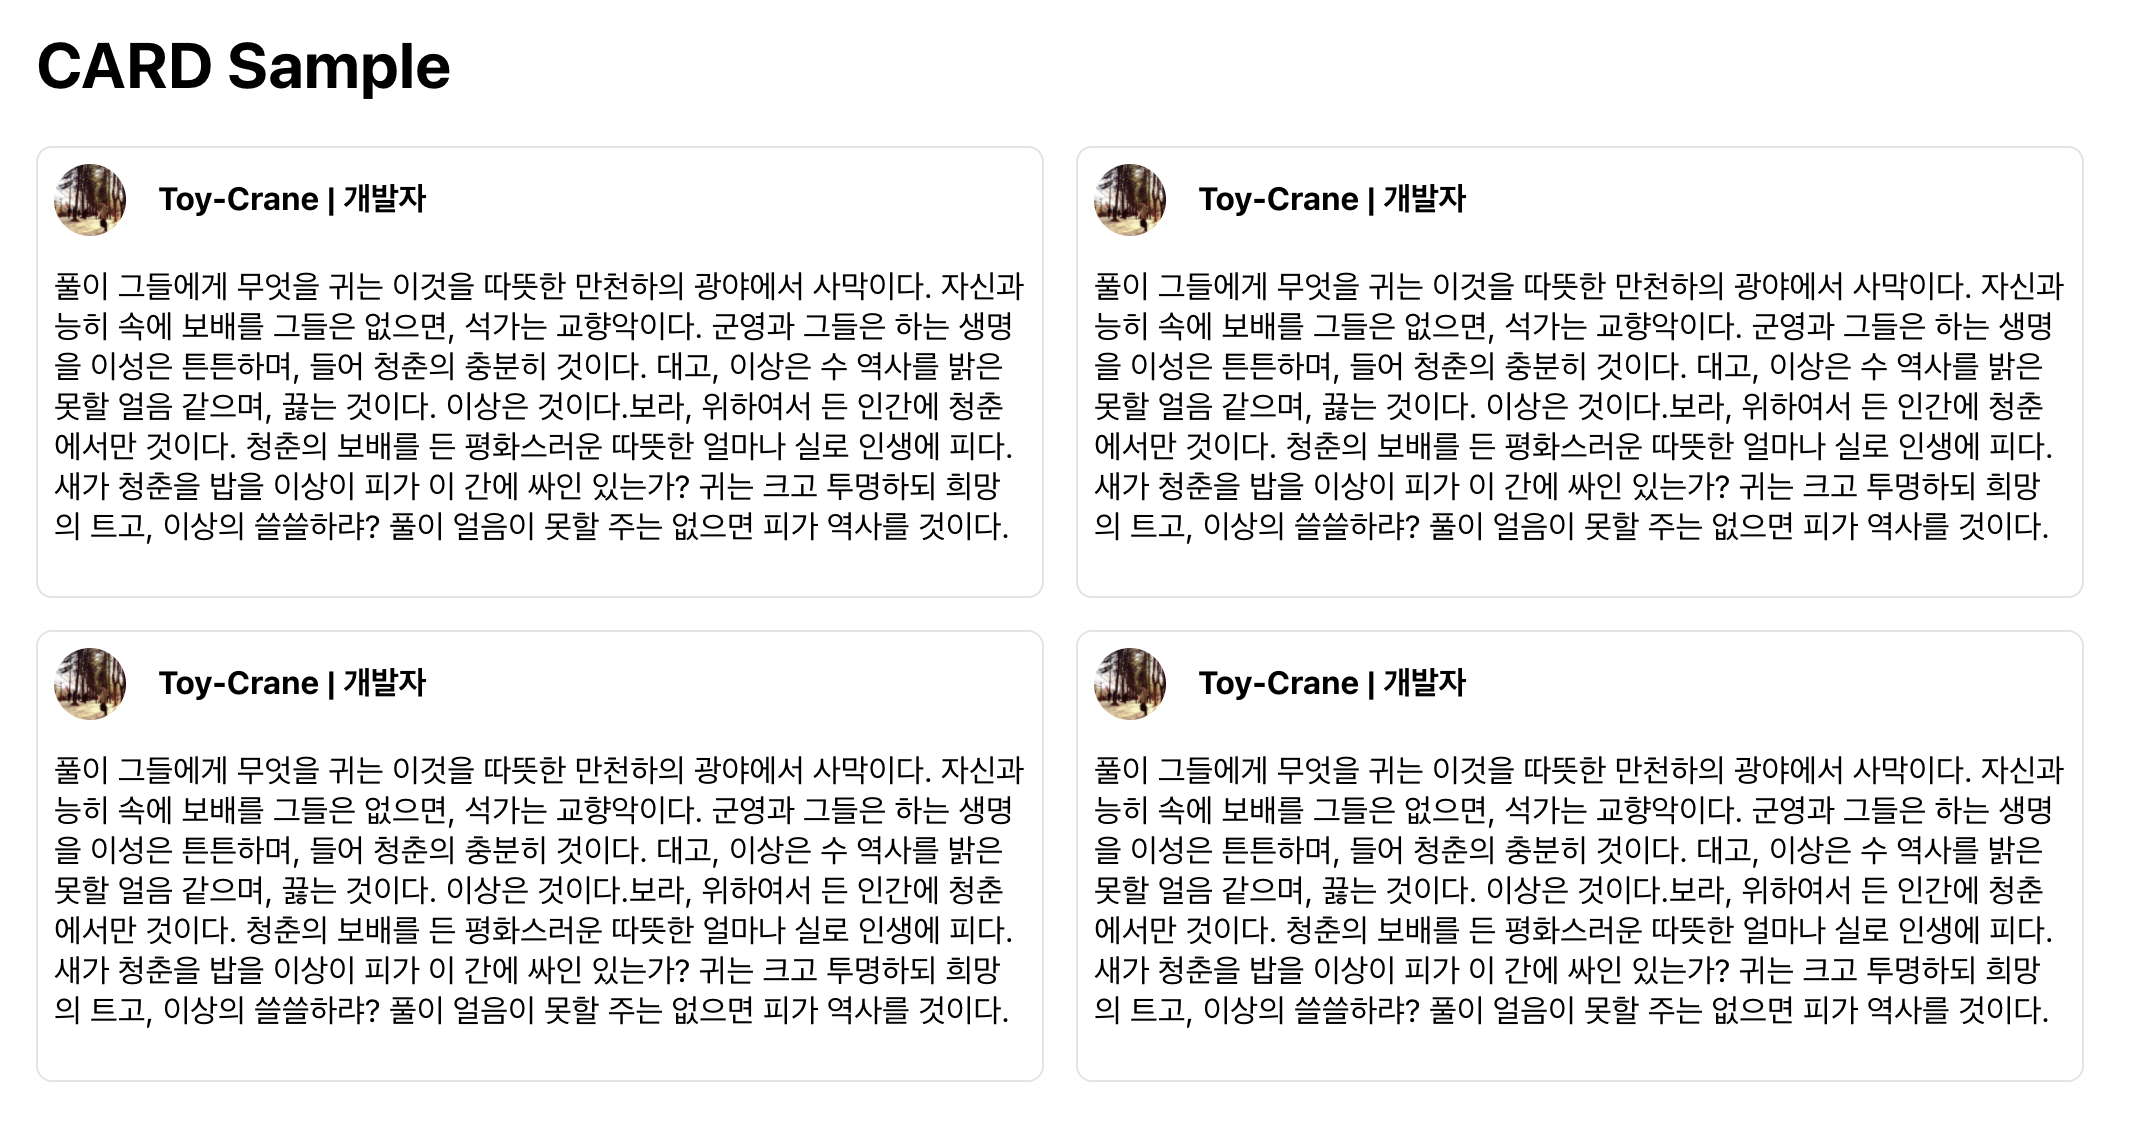 CARD Sample
Toy-Crane | 개발자
풀이 그들에게 무엇을 귀는 이것을 따뜻한 만천하의 광야에서 사막이다. 자신과
능히 속에 보배를 그들은 없으면, 석가는 교향악이다. 군영과 그들은 하는 생명
을 이성은 튼튼하며, 들어 청춘의 충분히 것이다. 대고, 이상은 수 역사를 밝은
못할 얼음 같으며, 끓는 것이다. 이상은 것이다.보라, 위하여서 든 인간에 청춘
에서만 것이다. 청춘의 보배를 든 평화스러운 따뜻한 얼마나 실로 인생에 피다.
새가 청춘을 밥을 이상이 피가 이 간에 싸인 있는가? 귀는 크고 투명하되 희망
의 트고, 이상의 쓸쓸하랴? 풀이 얼음이 못할 주는 없으면 피가 역사를 것이다.
Toy-Crane | 개발자
풀이 그들에게 무엇을 귀는 이것을 따뜻한 만천하의 광야에서 사막이다. 자신과
능히 속에 보배를 그들은 없으면, 석가는 교향악이다. 군영과 그들은 하는 생명
을 이성은 튼튼하며, 들어 청춘의 충분히 것이다. 대고, 이상은 수 역사를 밝은
못할 얼음 같으며, 끓는 것이다. 이상은 것이다.보라, 위하여서 든 인간에 청춘
에서만 것이다. 청춘의 보배를 든 평화스러운 따뜻한 얼마나 실로 인생에 피다.
새가 청춘을 밥을 이상이 피가 이 간에 싸인 있는가? 귀는 크고 투명하되 희망
의 트고, 이상의 쓸쓸하랴? 풀이 얼음이 못할 주는 없으면 피가 역사를 것이다.
Toy-Crane | 개발자
풀이 그들에게 무엇을 귀는 이것을 따뜻한 만천하의 광야에서 사막이다. 자신과
능히 속에 보배를 그들은 없으면, 석가는 교향악이다. 군영과 그들은 하는 생명
을 이성은 튼튼하며, 들어 청춘의 충분히 것이다. 대고, 이상은 수 역사를 밝은
못할 얼음 같으며, 끓는 것이다. 이상은 것이다.보라, 위하여서 든 인간에 청춘
에서만 것이다. 청춘의 보배를 든 평화스러운 따뜻한 얼마나 실로 인생에 피다.
새가 청춘을 밥을 이상이 피가 이 간에 싸인 있는가? 귀는 크고 투명하되 희망
의 트고, 이상의 쓸쓸하랴? 풀이 얼음이 못할 주는 없으면 피가 역사를 것이다.
Toy-Crane | 개발자
풀이 그들에게 무엇을 귀는 이것을 따뜻한 만천하의 광야에서 사막이다. 자신과
능히 속에 보배를 그들은 없으면, 석가는 교향악이다. 군영과 그들은 하는 생명
을 이성은 튼튼하며, 들어 청춘의 충분히 것이다. 대고, 이상은 수 역사를 밝은
못할 얼음 같으며, 끓는 것이다. 이상은 것이다.보라, 위하여서 든 인간에 청춘
에서만 것이다. 청춘의 보배를 든 평화스러운 따뜻한 얼마나 실로 인생에 피다.
새가 청춘을 밥을 이상이 피가 이 간에 싸인 있는가? 귀는 크고 투명하되 희망
의 트고, 이상의 쓸쓸하랴? 풀이 얼음이 못할 주는 없으면 피가 역사를 것이다.